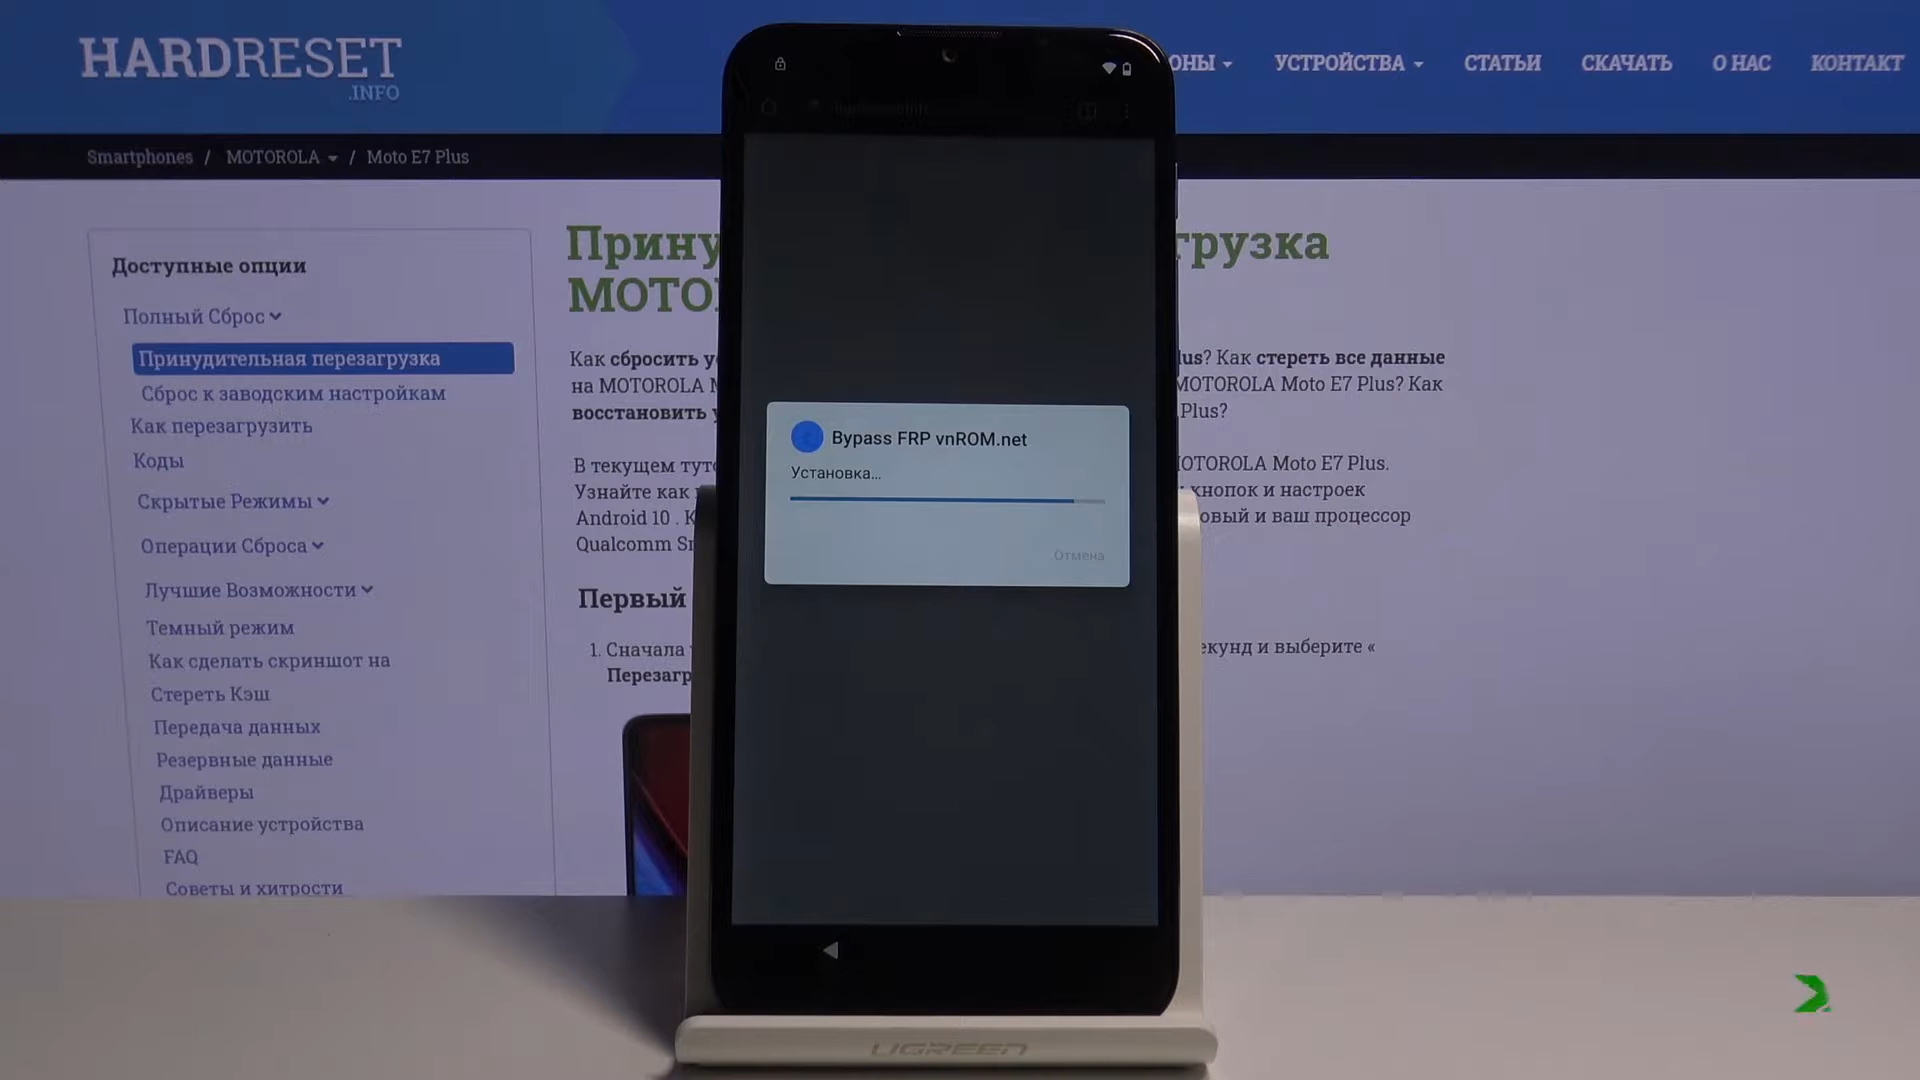 HARDRESET
.INFO
ОНЫ УСТРОЙСТВА СТАТЬИ СКАЧАТЬ О НАС КОНТАКТ
Smartphones / MOTOROLA / Moto E7 Plus
Доступные опции
Полный Сброс
Принудительная перезагрузка
Сброс к заводским настройкам
Как перезагрузить
Коды
Скрытые Режимы
Операции Сброса
Лучшие Возможности
Темный режим
Как сделать скриншот на
Стереть Кэш
Передача данных
Резервные данные
Драйверы
Описание устройства
FAQ
Советы и хитрости
Прину грузка
MOTO
Как сбросить у lus? Как стереть все данные
на MOTOROLA M MOTOROLA Moto E7 Plus? Как
восстановить у Plus?
В текущем туто OTOROLA Moto E7 Plus.
Узнайте как кнопок и настроек
Android 10 . К овый и ваш процессор
Qualcomm Sn
Первый
1. Сначала екунд и выберите «
Перезагр
Bypass FRP vnROM.net
Установка...
Отмена
UGREEN